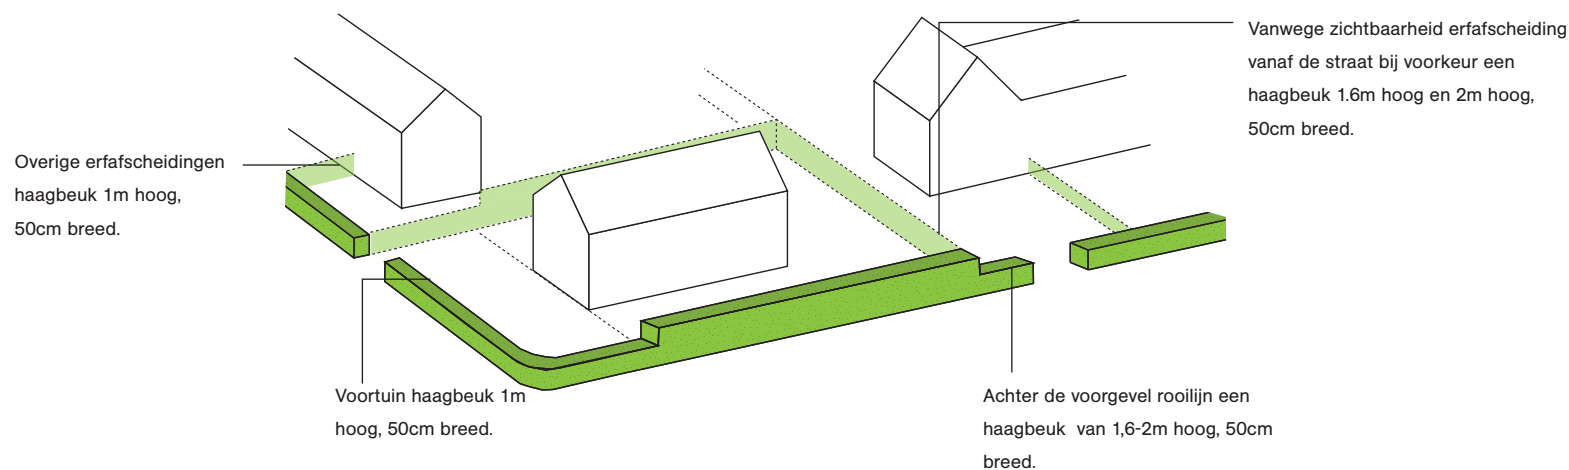 Vanwege zichtbaarheid erfafscheiding
vanaf de straat bij voorkeur een
haagbeuk 1.6m hoog en 2m hoog,
50cm breed.
Overige erfafscheidingen
haagbeuk 1m hoog,
50cm breed.
Voortuin haagbeuk 1m
hoog, 50cm breed.
Achter de voorgevel rooilijn een
haagbeuk  van 1,6-2m hoog, 50cm
breed.